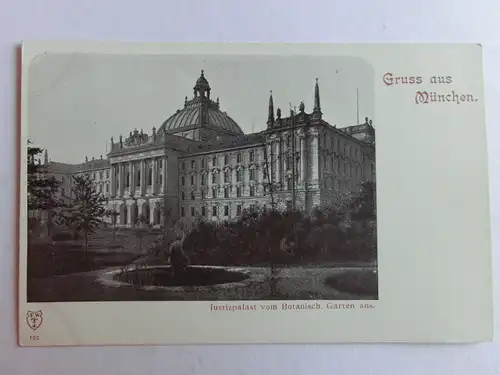 Gruss aus
München.
Justizpalast vom Botanisch. Garten aus.